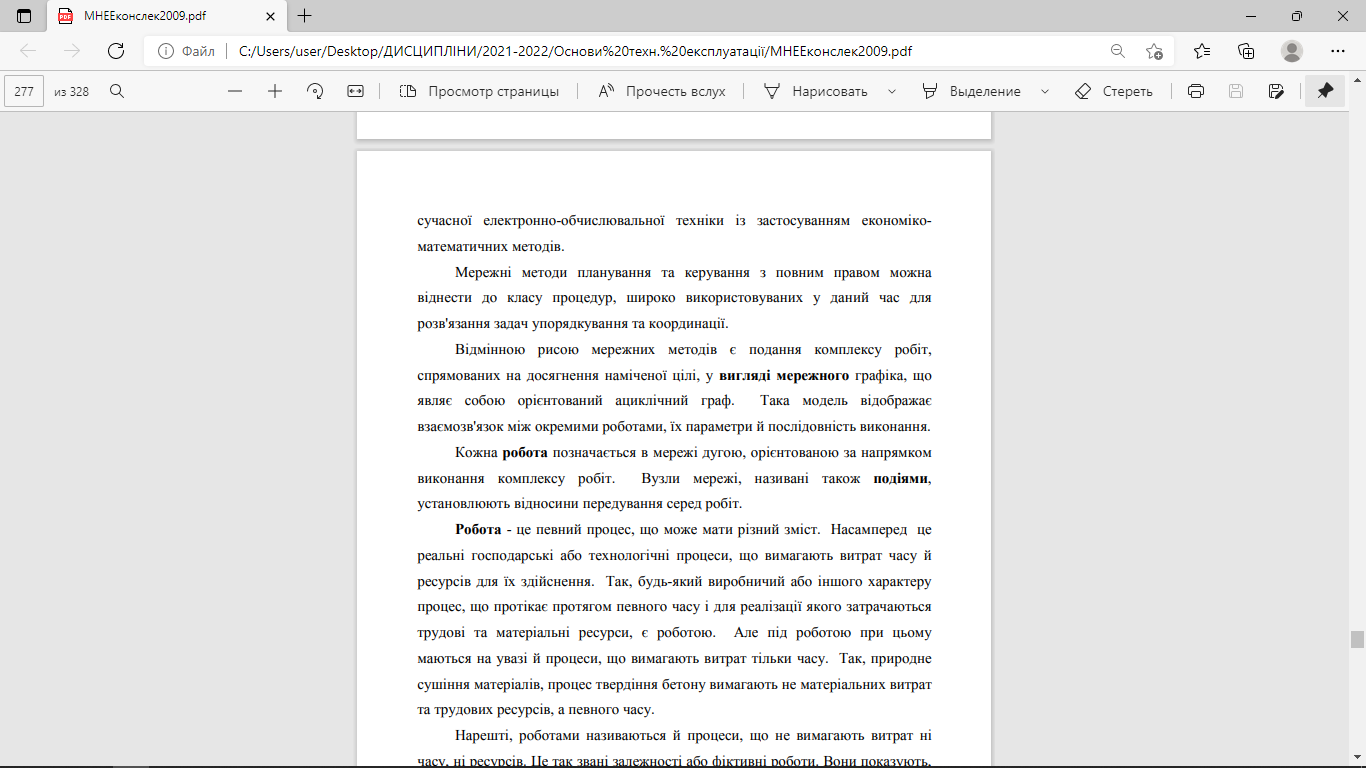 МНЕЕконслек2009.pdf
Файл
C:/Users/user/Desktop/ДИСЦИПЛІНИ/2021-2022/Основи%20техн.%20експлуатації/МНЕЕконслек2009.pdf
277 из 328
Просмотр страницы
Прочесть вслух
Нарисовать
Выделение
Стереть
сучасної електронно-обчислювальної техніки із застосуванням економіко-
математичних методів.
Мережні методи планування та керування з повним правом можна
віднести до класу процедур, широко використовуваних у даний час для
розв'язання задач упорядкування та координації.
Відмінною рисою мережних методів є подання комплексу робіт,
спрямованих на досягнення наміченої цілі, у вигляді мережного графіка, що
являє собою орієнтований ациклічний граф. Така модель відображає
взаємозв'язок між окремими роботами, їх параметри й послідовність виконання.
Кожна робота позначається в мережі дугою, орієнтованою за напрямком
виконання комплексу робіт. Вузли мережі, називані також подіями,
установлюють відносини передування серед робіт.
Робота - це певний процес, що може мати різний зміст. Насамперед це
реальні господарські або технологічні процеси, що вимагають витрат часу й
ресурсів для їх здійснення. Так, будь-який виробничий або іншого характеру
процес, що протікає протягом певного часу і для реалізації якого затрачаються
трудові та матеріальні ресурси, є роботою. Але під роботою при цьому
маються на увазі й процеси, що вимагають витрат тільки часу. Так, природне
сушіння матеріалів, процес твердіння бетону вимагають не матеріальних витрат
та трудових ресурсів, а певного часу.
Нарешті, роботами називаються й процеси, що не вимагають витрат ні
часу, ні ресурсів. Це так звані залежності або фіктивні роботи. Вони показують,